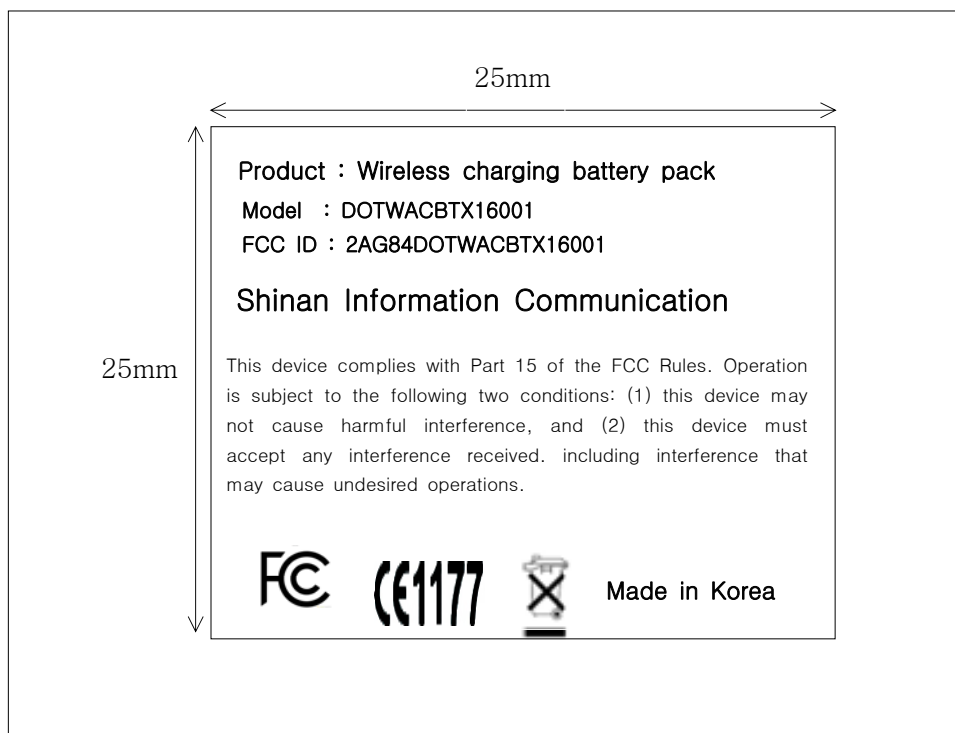 25mm
Product : Wireless charging battery pack
Model : DOTWACBTX16001
FCC ID : 2AG84DOTWACBTX16001
Shinan Information Communication
25mm
This device complies with Part 15 of the FCC Rules. Operation
is subject to the following two conditions: (1) this device may
not cause harmful interference, and (2) this device must
accept any interference received. including interference that
may cause undesired operations.
FC CE1177 Made in Korea